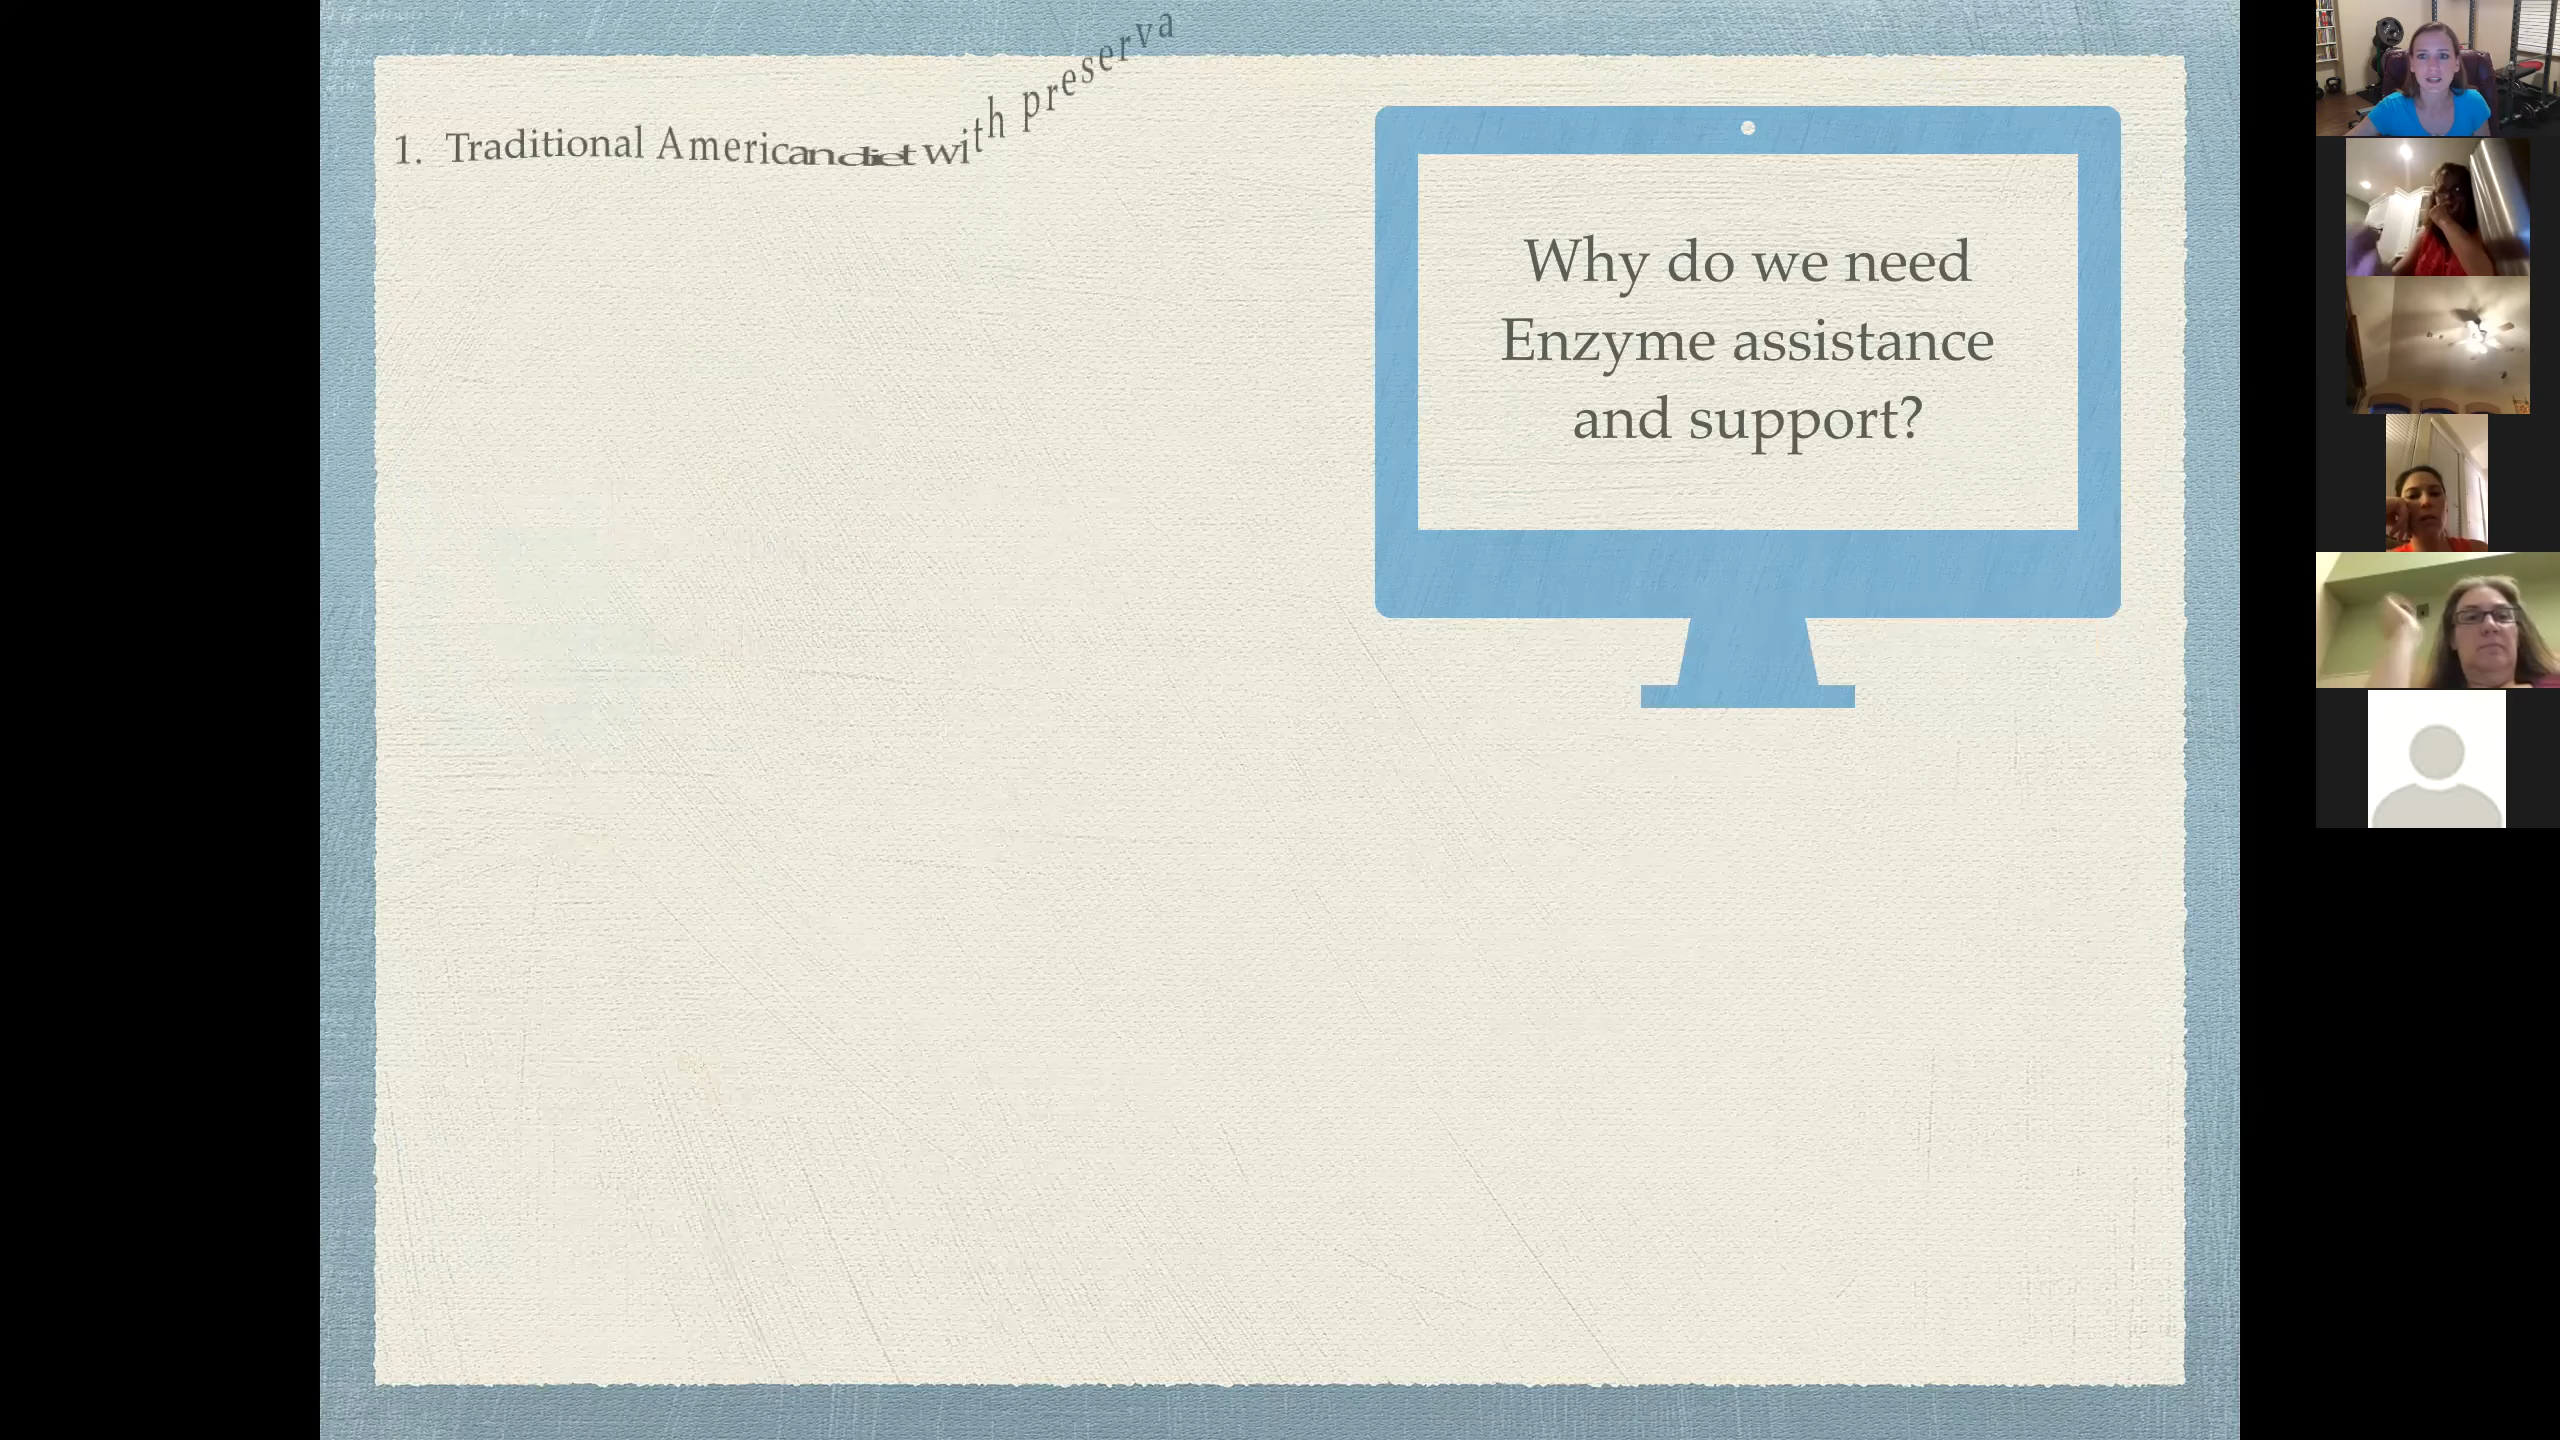 1. Traditional American diet with preserva
Why do we need
Enzyme assistance
and support?